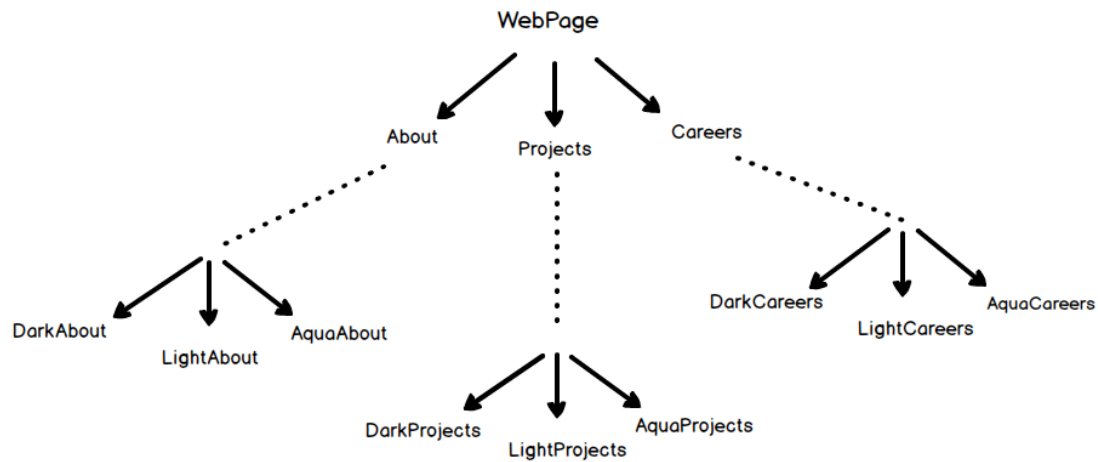 WebPage
About
Projects
Careers
DarkAbout
LightAbout
AquaAbout
DarkProjects
LightProjects
AquaProjects
DarkCareers
LightCareers
AquaCareers